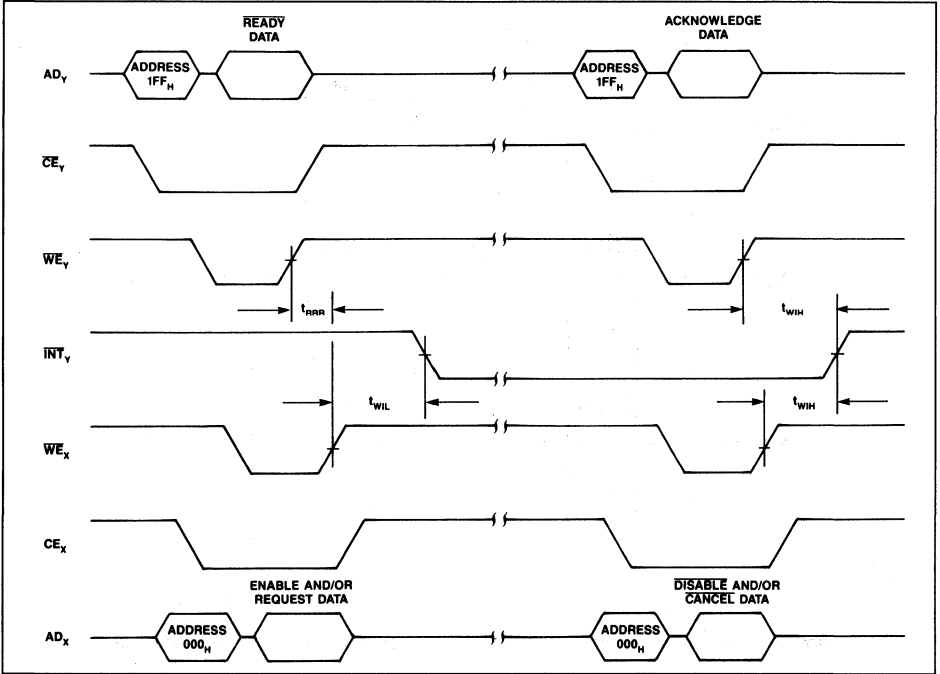 READY
DATA
ACKNOWLEDGE
DATA
ADY
ADDRESS
1FFH
ADDRESS
1FFH
CEY
WEY
tRRR
tWIH
INTY
tWIL
tWIH
WEX
CEX
ENABLE AND/OR
REQUEST DATA
DISABLE AND/OR
CANCEL DATA
ADX
ADDRESS
000H
ADDRESS
000H